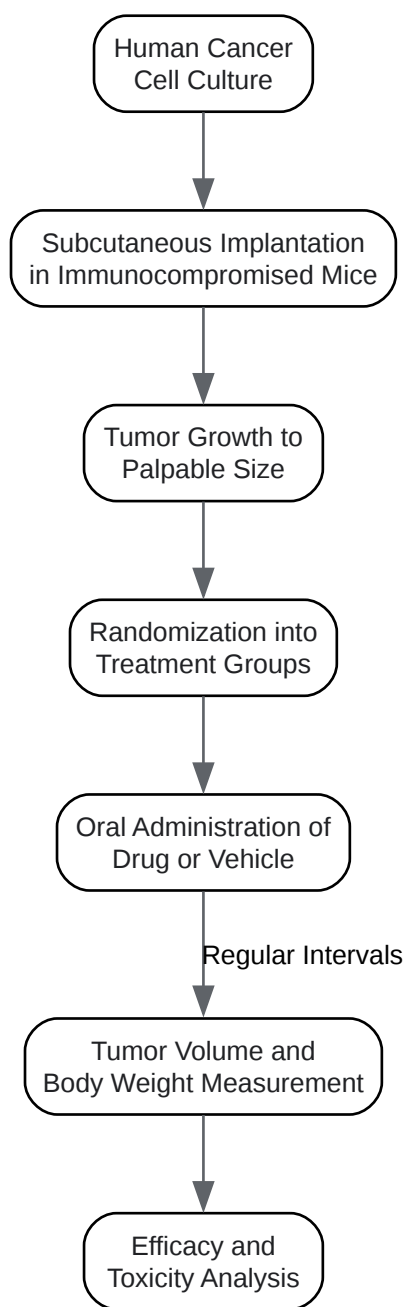 Human Cancer
Cell Culture
Subcutaneous Implantation
in Immunocompromised Mice
Tumor Growth to
Palpable Size
Randomization into
Treatment Groups
Oral Administration of
Drug or Vehicle
Regular Intervals
Tumor Volume and
Body Weight Measurement
Efficacy and
Toxicity Analysis